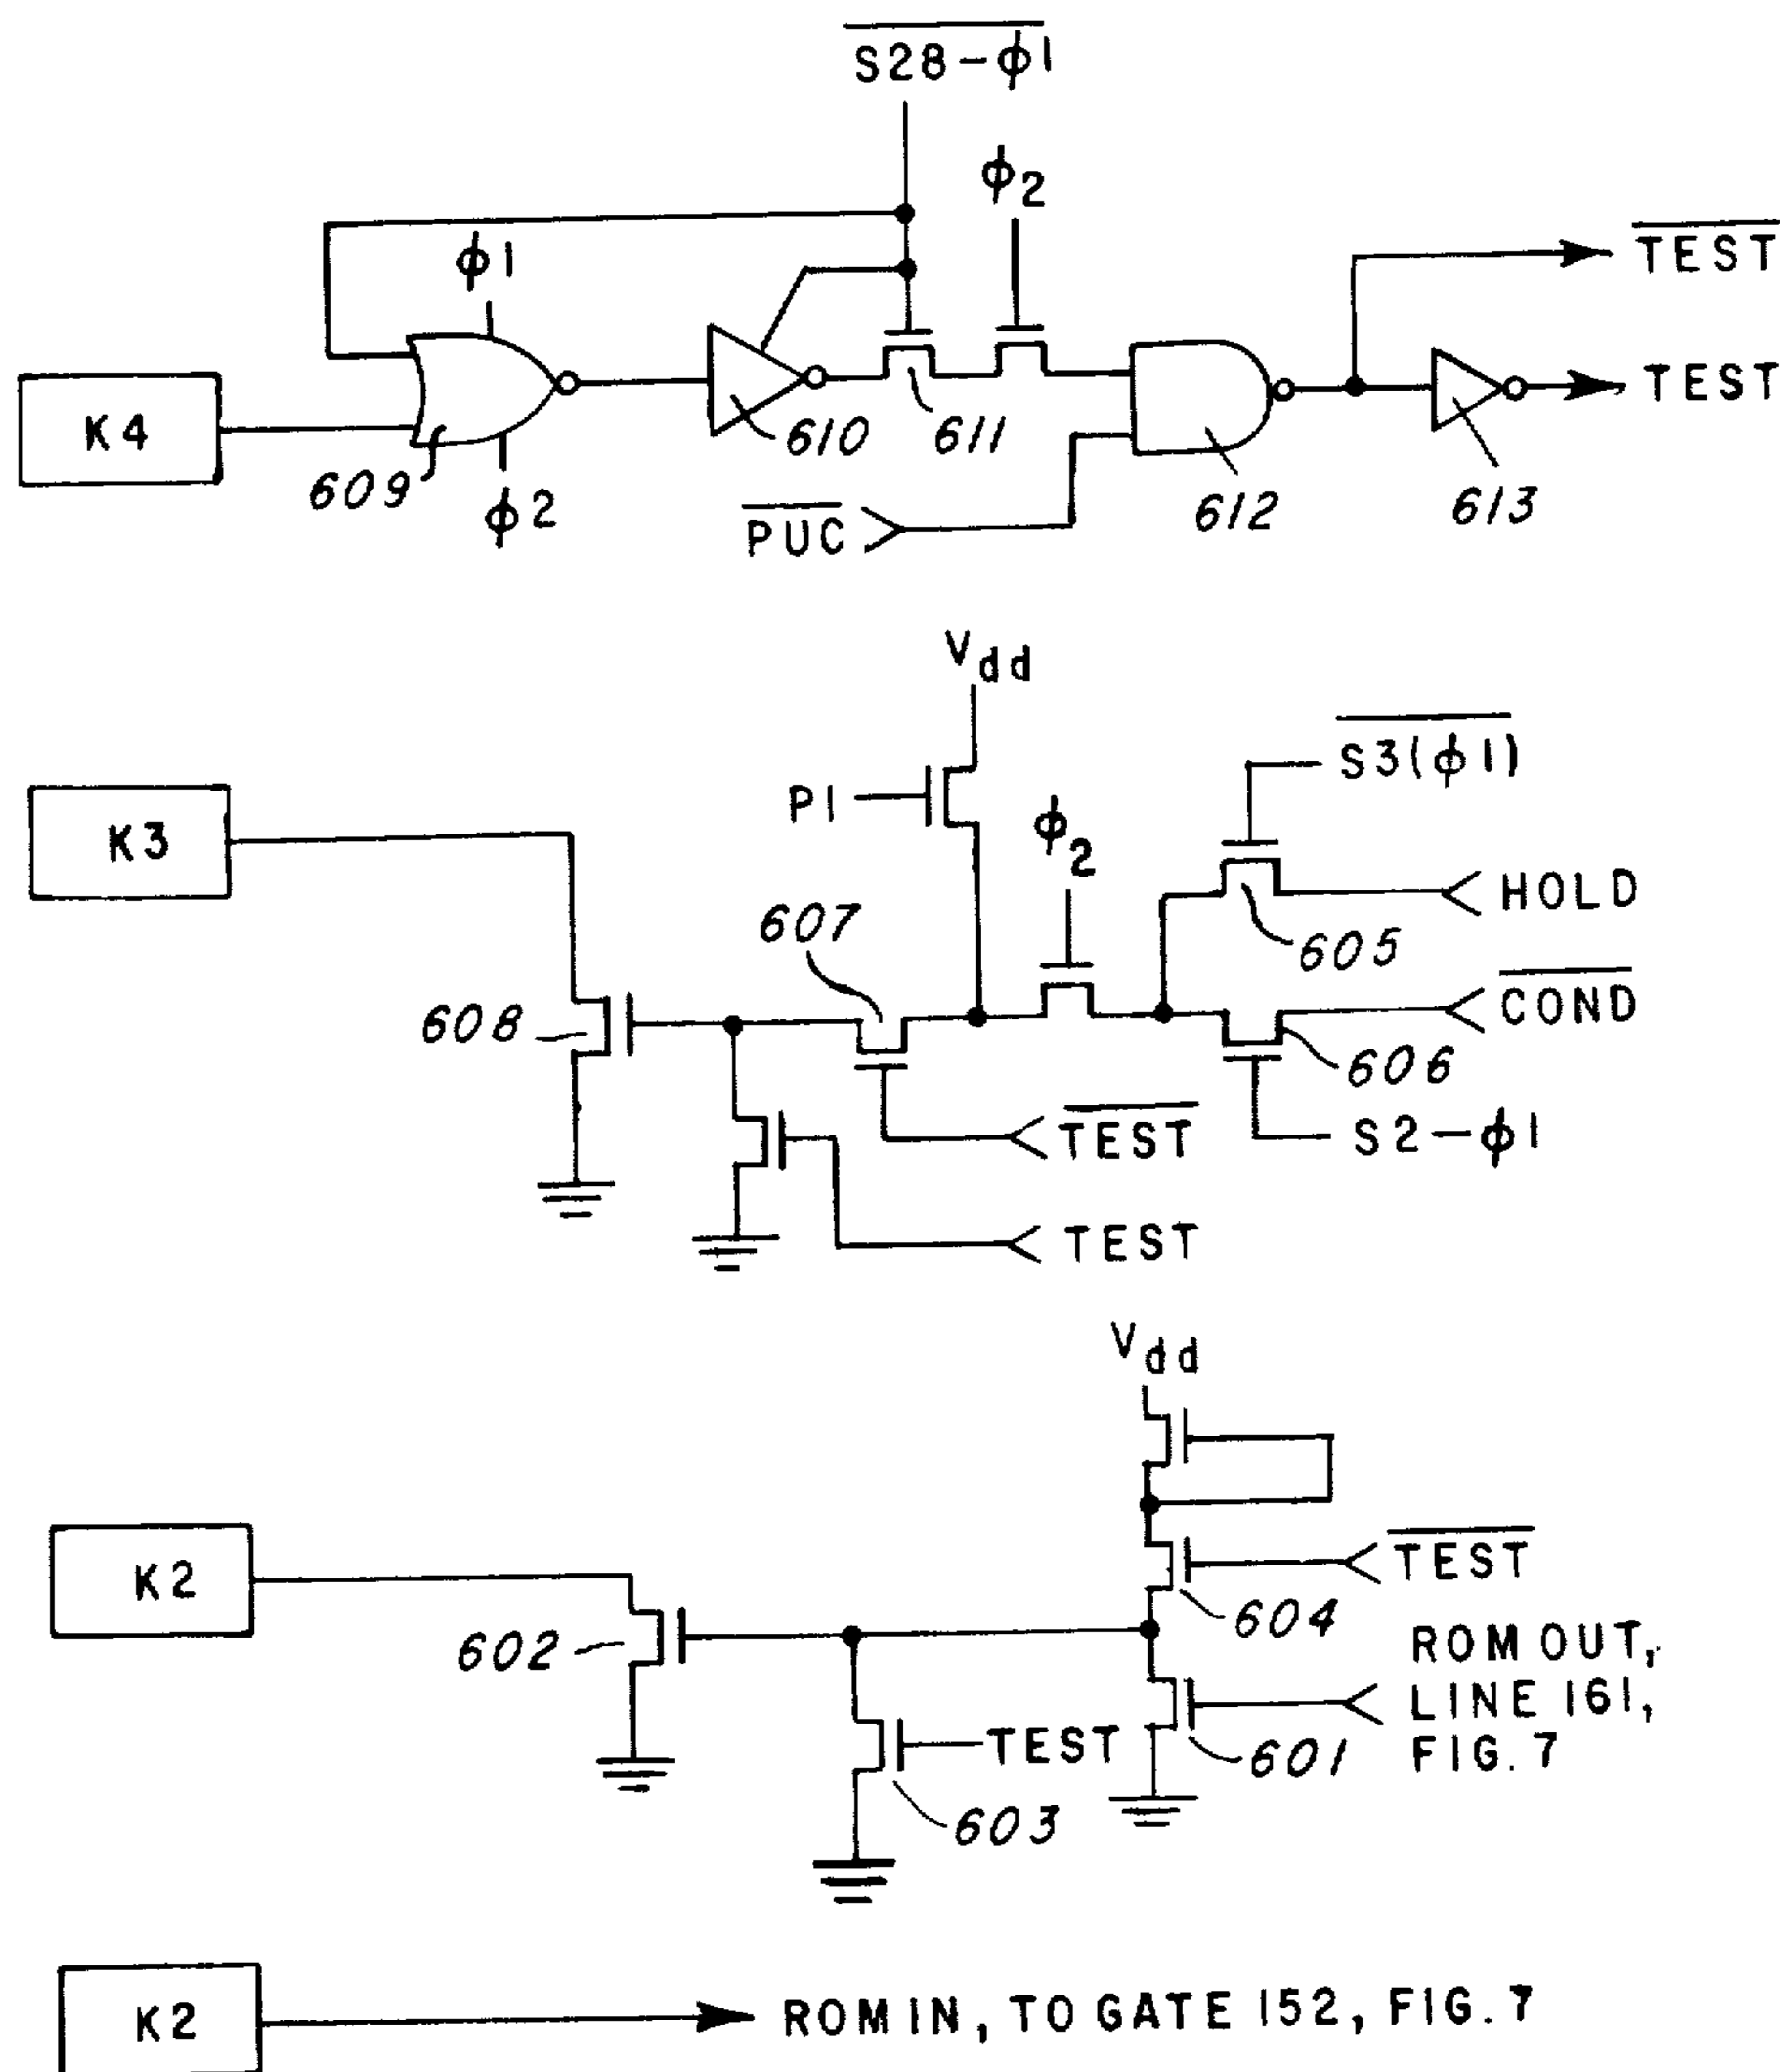 S28-ϕ1
ϕ2
TEST
ϕ1
K4
TEST
609
610
611
ϕ2
PUC
612
613
Vdd
S3(ϕ1)
P1
ϕ2
K3
HOLD
607
605
COND
608
606
TEST
S2-ϕ1
TEST
Vdd
TEST
K2
604
602
ROM OUT,
LINE 161,
FIG. 7
TEST
601
603
K2
ROM IN, TO GATE 152, FIG. 7